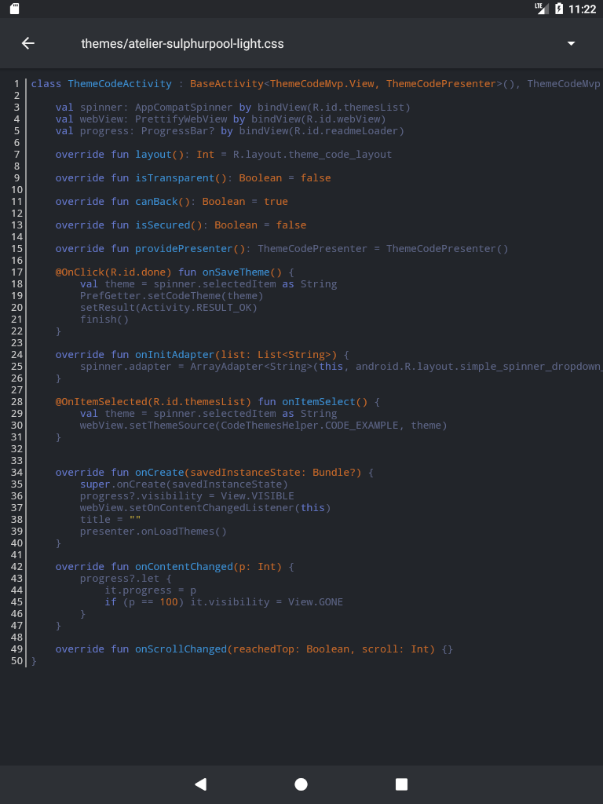 LTE 11:22
themes/atelier-sulphurpool-light.css
1 class ThemeCodeActivity : BaseActivity<ThemeCodeMvp.View, ThemeCodePresenter>(), ThemeCodeMvp
2
3 val spinner: AppCompatSpinner by bindView(R.id.themesList)
4 val webView: PrettifyWebView by bindView(R.id.webView)
5 val progress: ProgressBar? by bindView(R.id.readmeLoader)
6
7 override fun layout(): Int = R.layout.theme_code_layout
8
9 override fun isTransparent(): Boolean = false
10
11 override fun canBack(): Boolean = true
12
13 override fun isSecured(): Boolean = false
14
15 override fun providePresenter(): ThemeCodePresenter = ThemeCodePresenter()
16
17 @OnClick(R.id.done) fun onSaveTheme() {
18 val theme = spinner.selectedItem as String
19 PrefGetter.setCodeTheme(theme)
20 setResult(Activity.RESULT_OK)
21 finish()
22 }
23
24 override fun onInitAdapter(list: List<String>) {
25 spinner.adapter = ArrayAdapter<String>(this, android.R.layout.simple_spinner_dropdown_
26 }
27
28 @OnItemSelected(R.id.themesList) fun onItemSelect() {
29 val theme = spinner.selectedItem as String
30 webView.setThemeSource(CodeThemesHelper.CODE_EXAMPLE, theme)
31 }
32
33
34 override fun onCreate(savedInstanceState: Bundle?) {
35 super.onCreate(savedInstanceState)
36 progress?.visibility = View.VISIBLE
37 webView.setOnContentChangedListener(this)
38 title = ""
39 presenter.onLoadThemes()
40 }
41
42 override fun onContentChanged(p: Int) {
43 progress?.let {
44 it.progress = p
45 if (p == 100) it.visibility = View.GONE
46 }
47 }
48
49 override fun onScrollChanged(reachedTop: Boolean, scroll: Int) {}
50 }